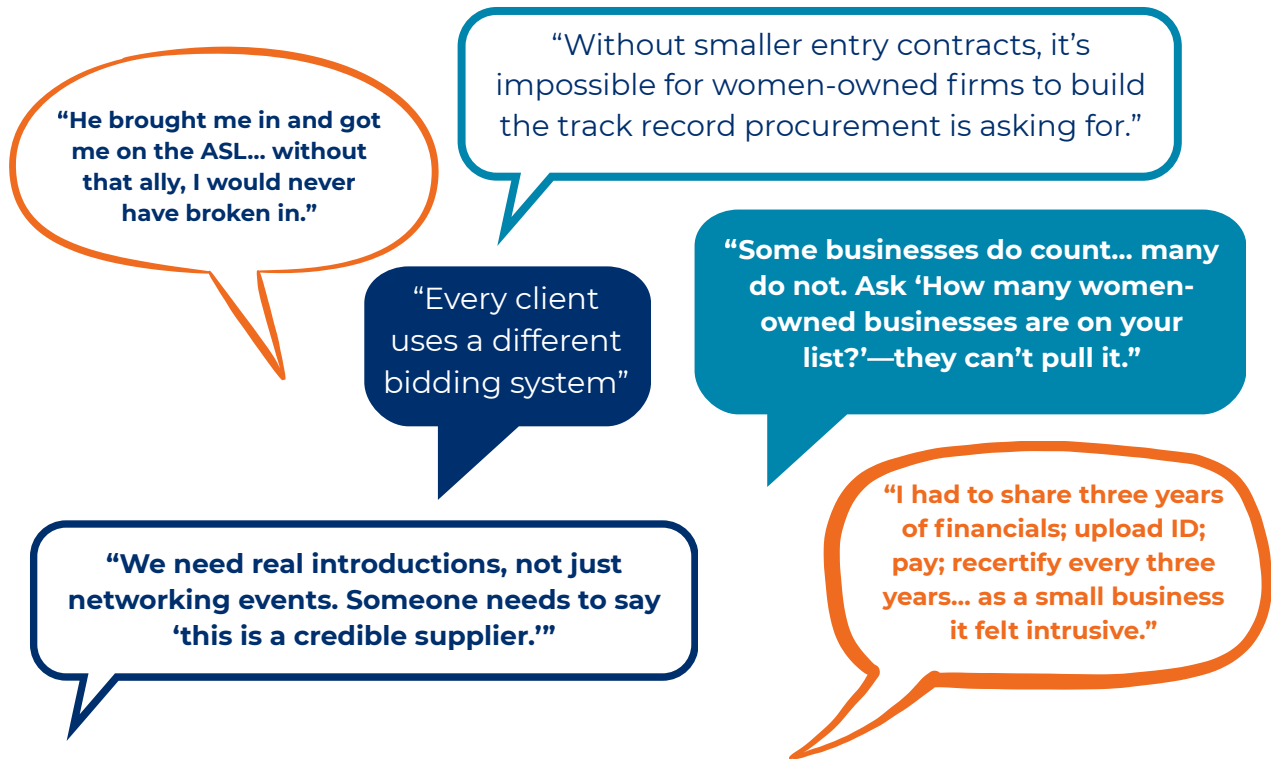 “Without smaller entry contracts, it’s
impossible for women-owned firms to build
the track record procurement is asking for.”
“He brought me in and got
me on the ASL... without
that ally, I would never
have broken in.”
“Some businesses do count... many
do not. Ask ‘How many women-
owned businesses are on your
list?’—they can’t pull it.”
“Every client
uses a different
bidding system”
“I had to share three years
of financials; upload ID;
pay; recertify every three
years... as a small business
it felt intrusive.”
“We need real introductions, not just
networking events. Someone needs to say
‘this is a credible supplier.’”